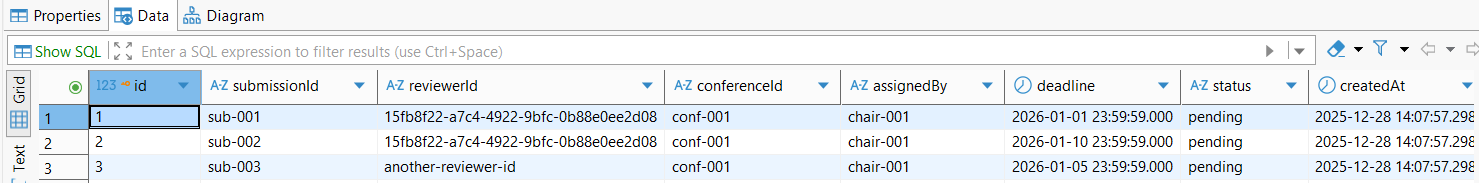 Properties Data Diagram
Show SQL Enter a SQL expression to filter results (use Ctrl+Space)
Grid
Text
123 id A-Z submissionId A-Z reviewerId A-Z conferenceId A-Z assignedBy deadline A-Z status createdAt
1 1 sub-001 15fb8f22-a7c4-4922-9bfc-0b88e0ee2d08 conf-001 chair-001 2026-01-01 23:59:59.000 pending 2025-12-28 14:07:57.298
2 2 sub-002 15fb8f22-a7c4-4922-9bfc-0b88e0ee2d08 conf-001 chair-001 2026-01-10 23:59:59.000 pending 2025-12-28 14:07:57.298
3 3 sub-003 another-reviewer-id conf-001 chair-001 2026-01-05 23:59:59.000 pending 2025-12-28 14:07:57.298